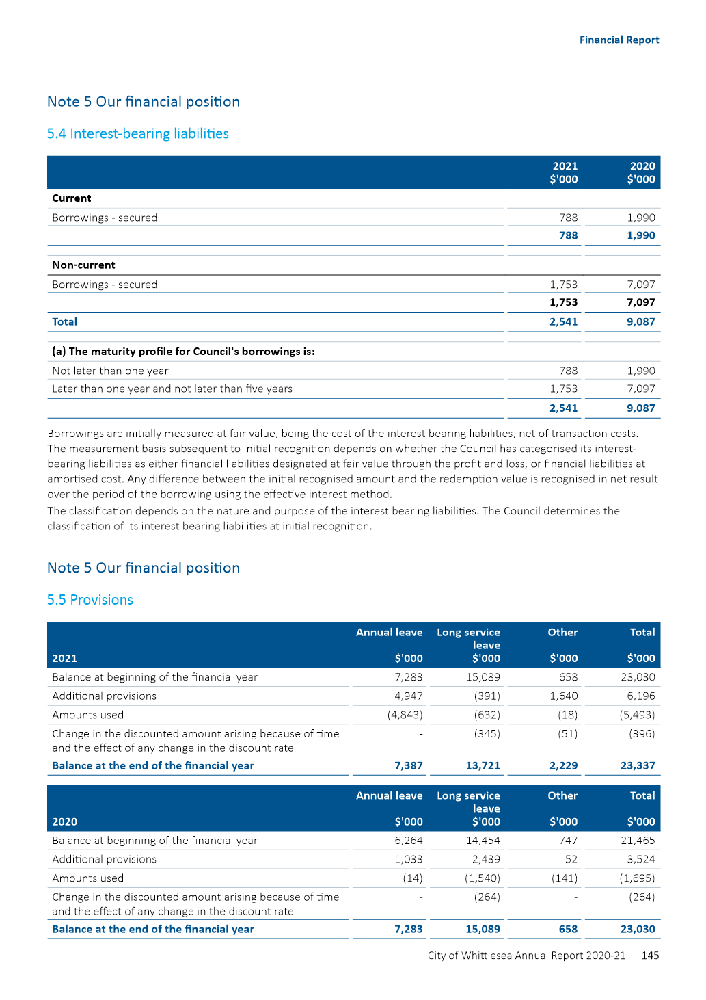 Financial Report
Note 5 Our financial position
5.4 Interest-bearing liabilities
2021 2020
$'000 $'000
Current
Borrowings - secured 788 1,990
788 1,990
Non-current
Borrowings - secured 1,753 7,097
1,753 7,097
Total 2,541 9,087
(a) The maturity profile for Council's borrowings is:
Not later than one year 788 1,990
Later than one year and not later than five years 1,753 7,097
2,541 9,087
Borrowings are initially measured at fair value, being the cost of the interest bearing liabilities, net of transaction costs.
The measurement basis subsequent to initial recognition depends on whether the Council has categorised its interest-
bearing liabilities as either financial liabilities designated at fair value through the profit and loss, or financial liabilities at
amortised cost. Any difference between the initial recognised amount and the redemption value is recognised in net result
over the period of the borrowing using the effective interest method.
The classification depends on the nature and purpose of the interest bearing liabilities. The Council determines the
classification of its interest bearing liabilities at initial recognition.
Note 5 Our financial position
5.5 Provisions
Annual leave Long service Other Total
leave
2021 $'000 $'000 $'000 $'000
Balance at beginning of the financial year 7,283 15,089 658 23,030
Additional provisions 4,947 (391) 1,640 6,196
Amounts used (4,843) (632) (18) (5,493)
Change in the discounted amount arising because of time - (345) (51) (396)
and the effect of any change in the discount rate
Balance at the end of the financial year 7,387 13,721 2,229 23,337
Annual leave Long service Other Total
leave
2020 $'000 $'000 $'000 $'000
Balance at beginning of the financial year 6,264 14,454 747 21,465
Additional provisions 1,033 2,439 52 3,524
Amounts used (14) (1,540) (141) (1,695)
Change in the discounted amount arising because of time - (264) - (264)
and the effect of any change in the discount rate
Balance at the end of the financial year 7,283 15,089 658 23,030
City of Whittlesea Annual Report 2020-21 145